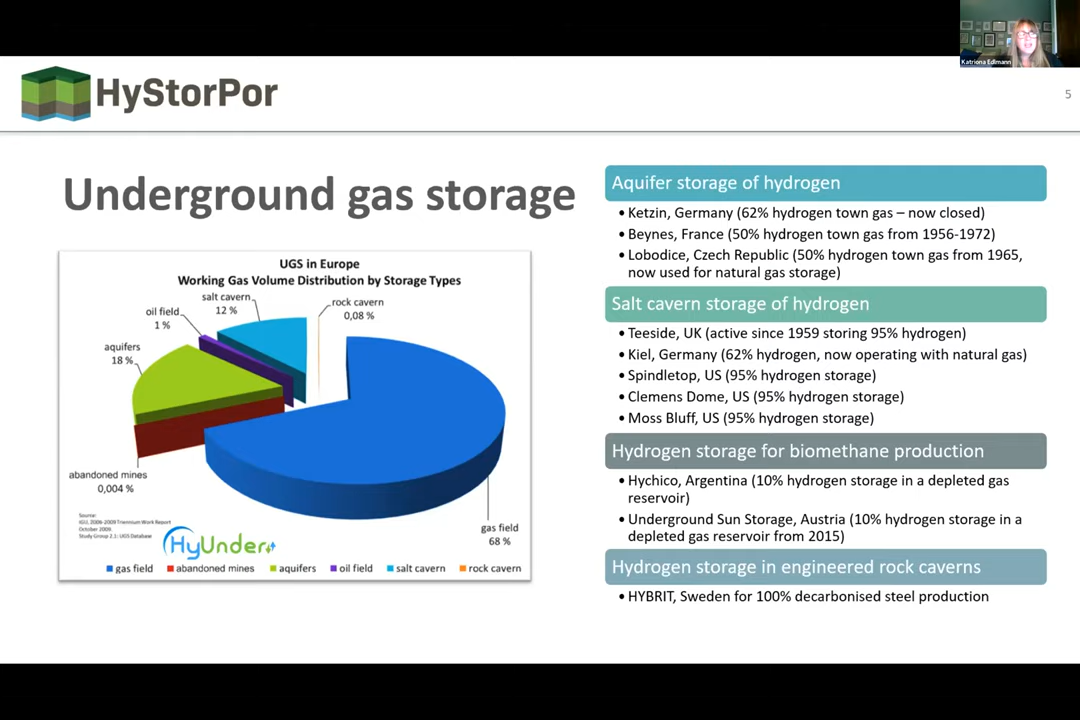 Katriona Edlmann
HyStorPor
5
Underground gas storage
UGS in Europe
Working Gas Volume Distribution by Storage Types
salt cavern
12 %
rock cavern
0,08 %
oil field
1 %
aquifers
18 %
abandoned mines
0,004 %
gas field
68 %
Source:
IGU, 2006-2009 Triennium Work Report
October 2009
Study Group 2.1: UGS Database
HyUnder
gas field
abandoned mines
aquifers
oil field
salt cavern
rock cavern
Aquifer storage of hydrogen
• Ketzin, Germany (62% hydrogen town gas – now closed)
• Beynes, France (50% hydrogen town gas from 1956-1972)
• Lobodice, Czech Republic (50% hydrogen town gas from 1965,
now used for natural gas storage)
Salt cavern storage of hydrogen
• Teeside, UK (active since 1959 storing 95% hydrogen)
• Kiel, Germany (62% hydrogen, now operating with natural gas)
• Spindletop, US (95% hydrogen storage)
• Clemens Dome, US (95% hydrogen storage)
• Moss Bluff, US (95% hydrogen storage)
Hydrogen storage for biomethane production
• Hychico, Argentina (10% hydrogen storage in a depleted gas
reservoir)
• Underground Sun Storage, Austria (10% hydrogen storage in a
depleted gas reservoir from 2015)
Hydrogen storage in engineered rock caverns
• HYBRIT, Sweden for 100% decarbonised steel production